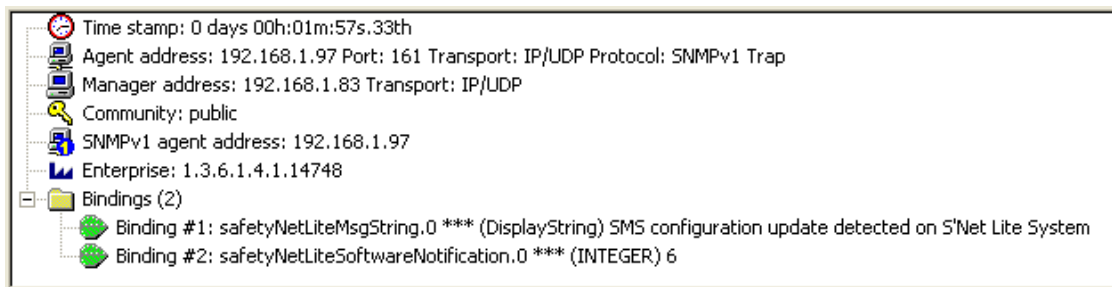 Time stamp: 0 days 00h:01m:57s.33th
Agent address: 192.168.1.97 Port: 161 Transport: IP/UDP Protocol: SNMPv1 Trap
Manager address: 192.168.1.83 Transport: IP/UDP
Community: public
SNMPv1 agent address: 192.168.1.97
Enterprise: 1.3.6.1.4.1.14748
Bindings (2)
Binding #1: safetyNetLiteMsgString.0 *** (DisplayString) SMS configuration update detected on S'Net Lite System
Binding #2: safetyNetLiteSoftwareNotification.0 *** (INTEGER) 6